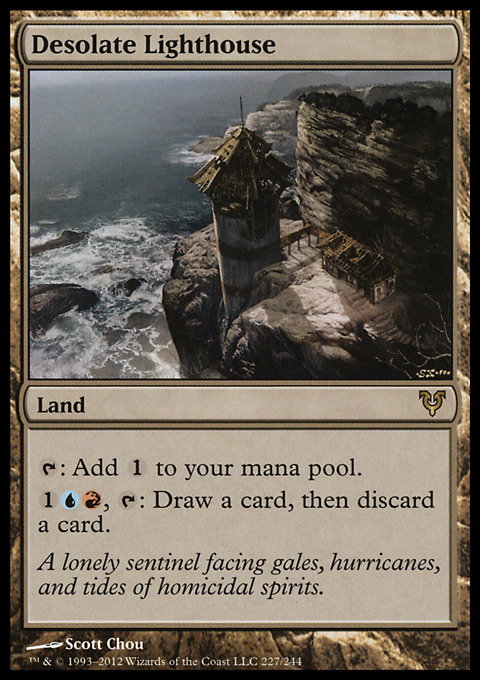 Desolate Lighthouse
Land
: Add 1 to your mana pool.
1, : Draw a card, then discard
a card.
A lonely sentinel facing gales, hurricanes,
and tides of homicidal spirits.
Scott Chou
™ & © 1993–2012 Wizards of the Coast LLC 227/244